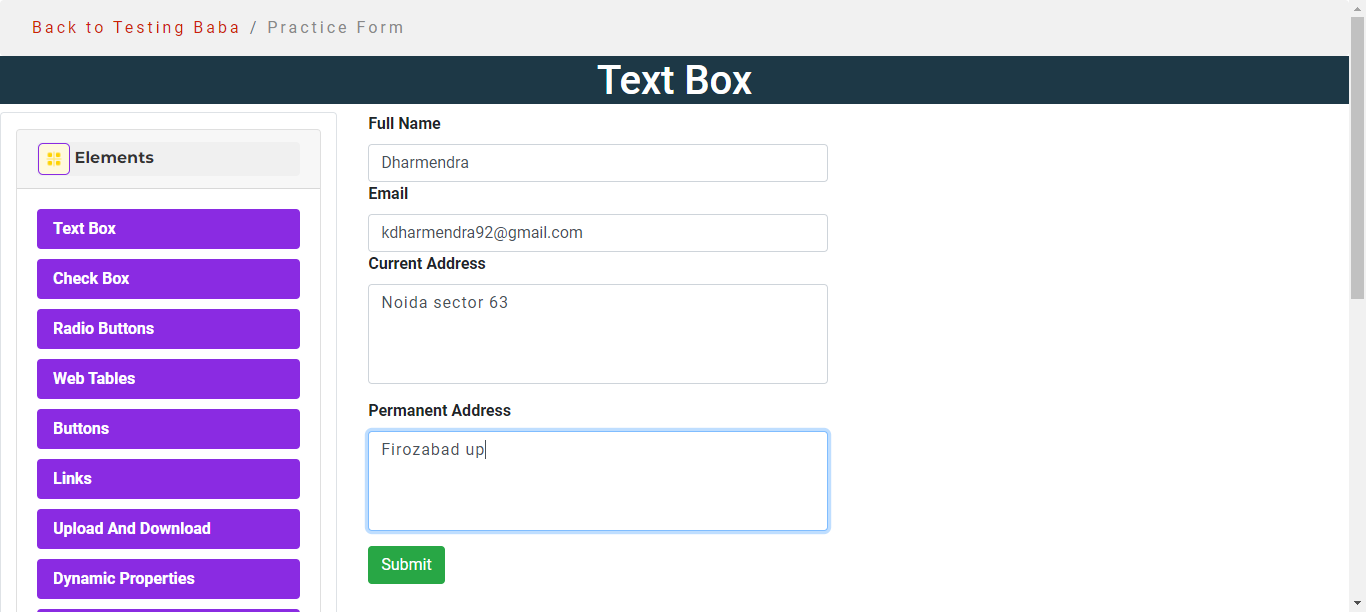 Back to Testing Baba / Practice Form
Text Box
Elements
Text Box
Check Box
Radio Buttons
Web Tables
Buttons
Links
Upload And Download
Dynamic Properties
Full Name
Dharmendra
Email
kdharmendra92@gmail.com
Current Address
Noida sector 63
Permanent Address
Firozabad up
Submit